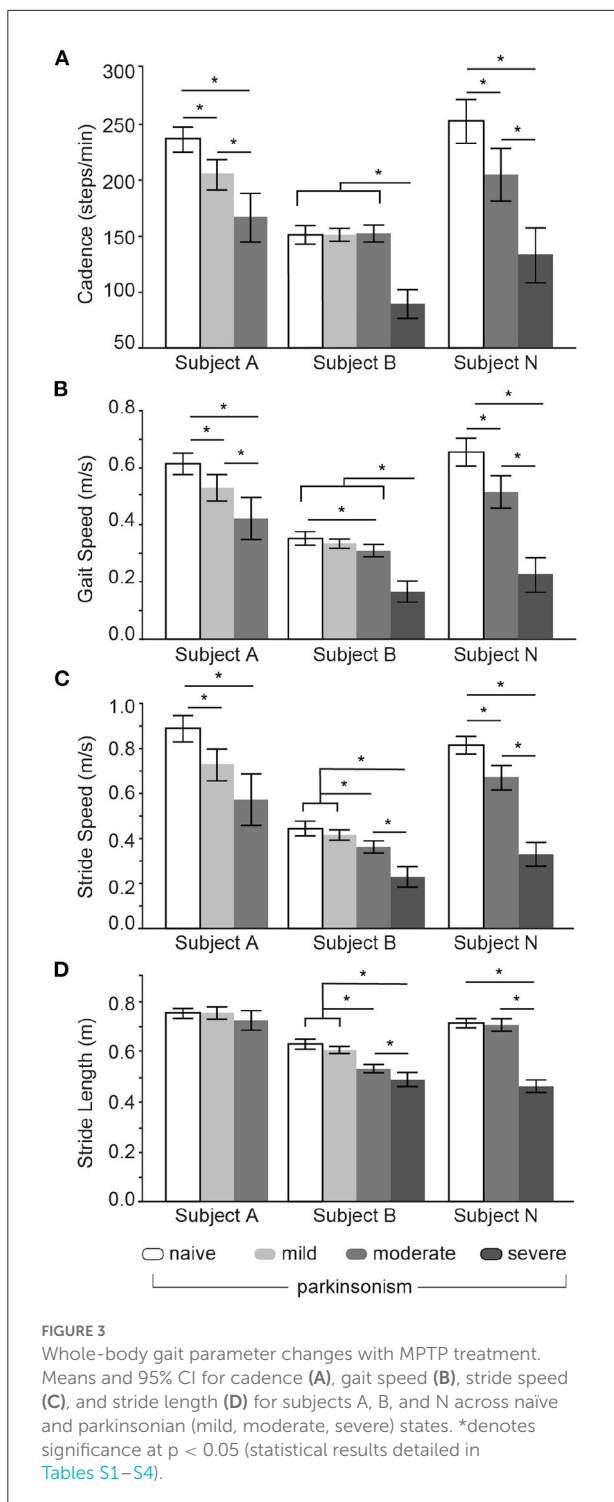 A
Cadence (steps/min)
300
250
200
150
100
50
* * *
*
* * *
Subject A Subject B Subject N
B
Gait Speed (m/s)
0.8
0.6
0.4
0.2
0.0
* * *
* *
* * *
Subject A Subject B Subject N
C
Stride Speed (m/s)
1.0
0.8
0.6
0.4
0.2
0.0
* *
* * *
* * *
Subject A Subject B Subject N
D
Stride Length (m)
0.8
0.6
0.4
0.2
0.0
* * *
* *
Subject A Subject B Subject N
naive mild moderate severe
parkinsonism
FIGURE 3
Whole-body gait parameter changes with MPTP treatment.
Means and 95% CI for cadence (A), gait speed (B), stride speed
(C), and stride length (D) for subjects A, B, and N across naïve
and parkinsonian (mild, moderate, severe) states. *denotes
significance at p < 0.05 (statistical results detailed in
Tables S1–S4).